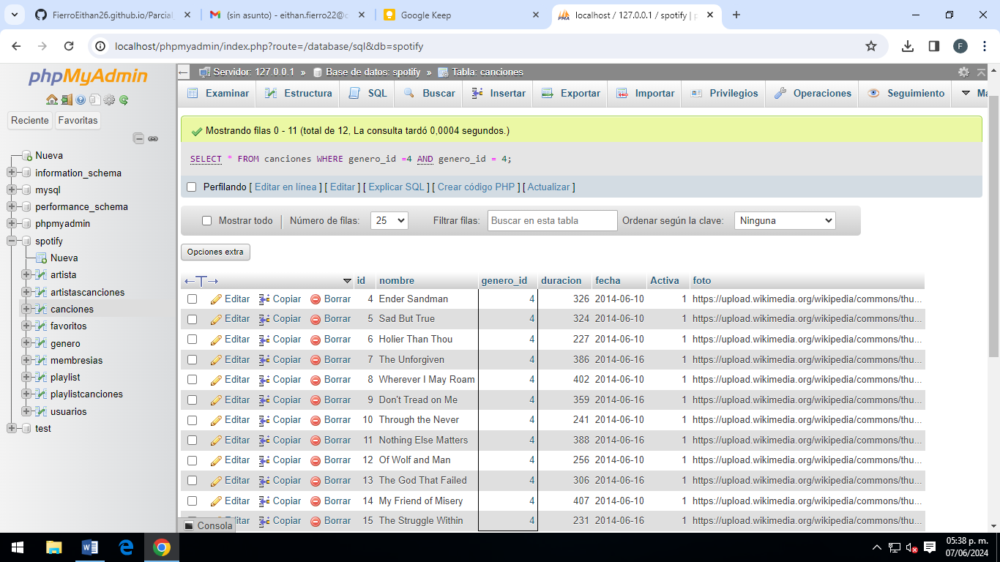 FierroEithan26.github.io/Parcial
(sin asunto) - eithan.fierro22@c
Google Keep
localhost / 127.0.0.1 / spotify | p
localhost/phpmyadmin/index.php?route=/database/sql&db=spotify
F
phpMyAdmin
Reciente Favoritas
Nueva
information_schema
mysql
performance_schema
phpmyadmin
spotify
Nueva
artista
artistascanciones
canciones
favoritos
genero
membresias
playlist
playlistcanciones
usuarios
test
Servidor: 127.0.0.1 » Base de datos: spotify » Tabla: canciones
Examinar Estructura SQL Buscar Insertar Exportar Importar Privilegios Operaciones Seguimiento Ma
Mostrando filas 0 - 11 (total de 12, La consulta tardó 0,0004 segundos.)
SELECT * FROM canciones WHERE genero_id =4 AND genero_id = 4;
Perfilando [ Editar en línea ] [ Editar ] [ Explicar SQL ] [ Crear código PHP ] [ Actualizar ]
Mostrar todo Número de filas: 25 Filtrar filas: Buscar en esta tabla Ordenar según la clave: Ninguna
Opciones extra
←T→ id nombre genero_id duracion fecha Activa foto
Editar Copiar Borrar 4 Ender Sandman 4 326 2014-06-10 1 https://upload.wikimedia.org/wikipedia/commons/thu...
Editar Copiar Borrar 5 Sad But True 4 324 2014-06-10 1 https://upload.wikimedia.org/wikipedia/commons/thu...
Editar Copiar Borrar 6 Holier Than Thou 4 227 2014-06-10 1 https://upload.wikimedia.org/wikipedia/commons/thu...
Editar Copiar Borrar 7 The Unforgiven 4 386 2014-06-16 1 https://upload.wikimedia.org/wikipedia/commons/thu...
Editar Copiar Borrar 8 Wherever I May Roam 4 402 2014-06-10 1 https://upload.wikimedia.org/wikipedia/commons/thu...
Editar Copiar Borrar 9 Don't Tread on Me 4 359 2014-06-16 1 https://upload.wikimedia.org/wikipedia/commons/thu...
Editar Copiar Borrar 10 Through the Never 4 241 2014-06-10 1 https://upload.wikimedia.org/wikipedia/commons/thu...
Editar Copiar Borrar 11 Nothing Else Matters 4 388 2014-06-16 1 https://upload.wikimedia.org/wikipedia/commons/thu...
Editar Copiar Borrar 12 Of Wolf and Man 4 256 2014-06-10 1 https://upload.wikimedia.org/wikipedia/commons/thu...
Editar Copiar Borrar 13 The God That Failed 4 306 2014-06-16 1 https://upload.wikimedia.org/wikipedia/commons/thu...
Editar Copiar Borrar 14 My Friend of Misery 4 407 2014-06-10 1 https://upload.wikimedia.org/wikipedia/commons/thu...
Editar Copiar Borrar 15 The Struggle Within 4 231 2014-06-16 1 https://upload.wikimedia.org/wikipedia/commons/thu...
Consola
05:38 p. m.
07/06/2024